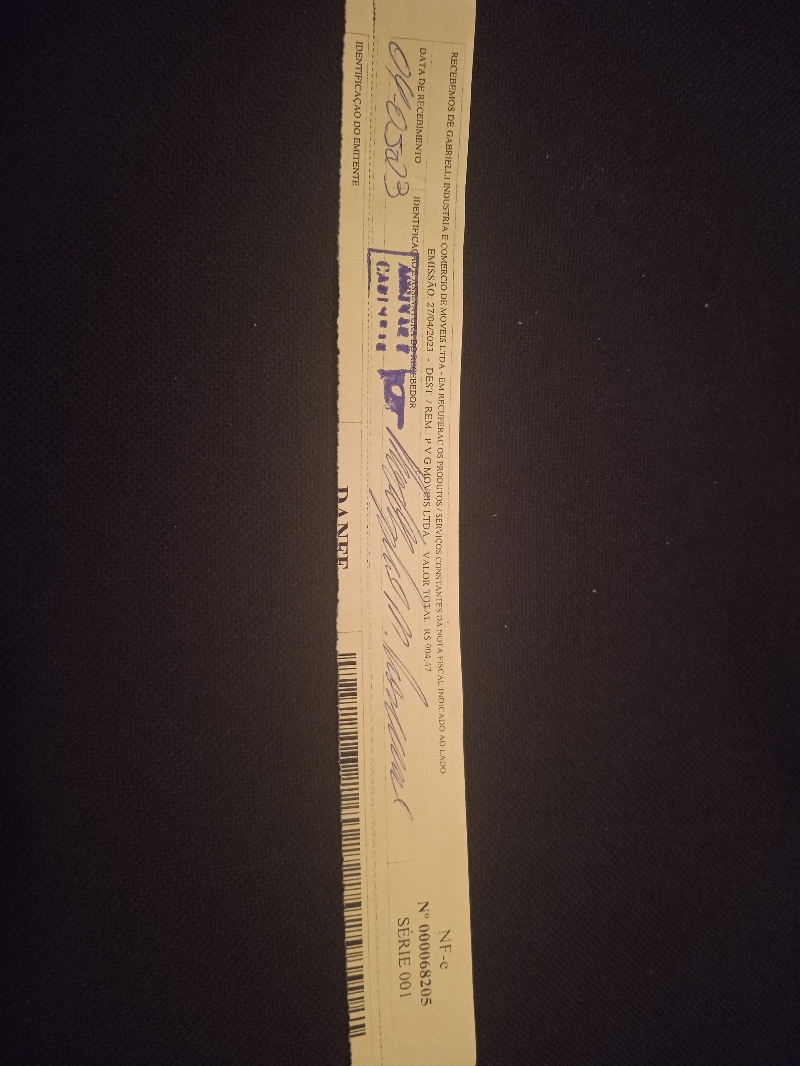 RECEBEMOS DE GABRIELLI INDUSTRIA E COMERCIO DE MOVEIS LTDA - EM RECUPERAC OS PRODUTOS / SERVIÇOS CONSTANTES DA NOTA FISCAL INDICADO AO LADO
EMISSÃO: 27/04/2023 - DEST. / REM.: P V G MOVEIS LTDA VALOR TOTAL: R$ 904,47
NF-e
Nº 000068205
SÉRIE 001
DATA DE RECEBIMENTO
IDENTIFICAÇÃO E ASSINATURA DO RECEBEDOR
IDENTIFICAÇÃO DO EMITENTE
DANFE